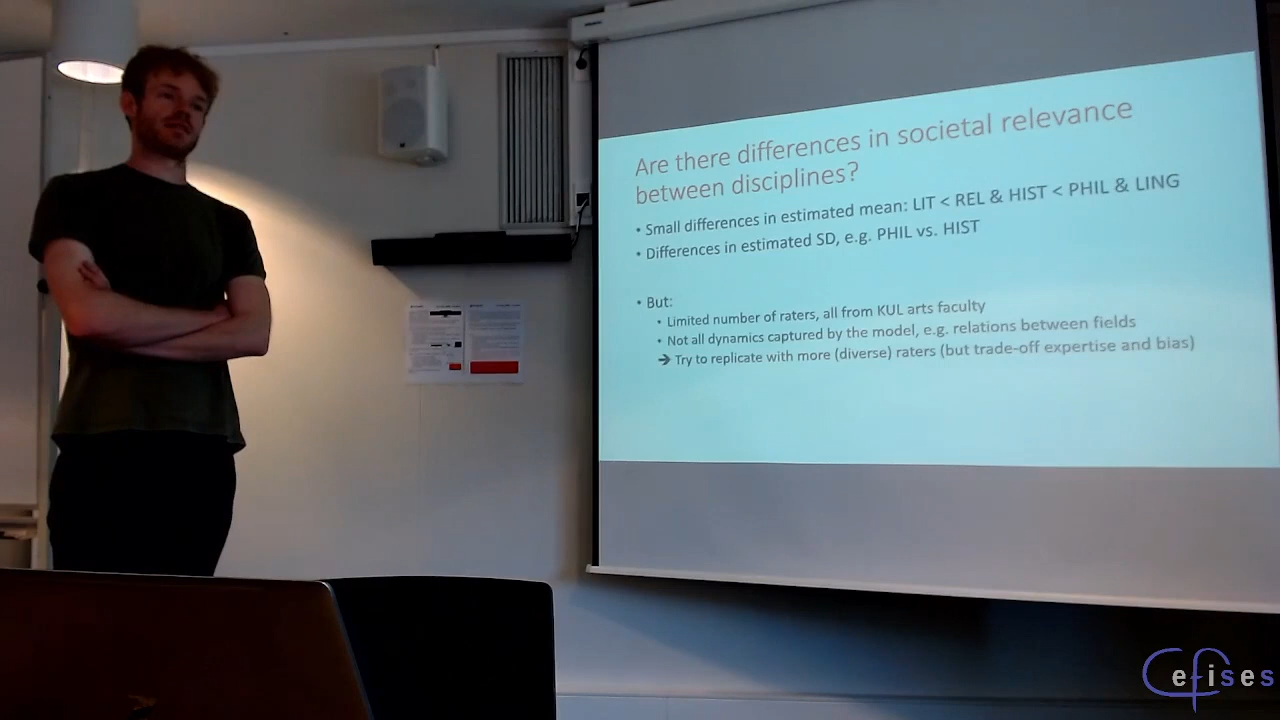 Are there differences in societal relevance
between disciplines?
• Small differences in estimated mean: LIT < REL & HIST < PHIL & LING
• Differences in estimated SD, e.g. PHIL vs. HIST
• But:
• Limited number of raters, all from KUL arts faculty
• Not all dynamics captured by the model, e.g. relations between fields
➔ Try to replicate with more (diverse) raters (but trade-off expertise and bias)
Cefises